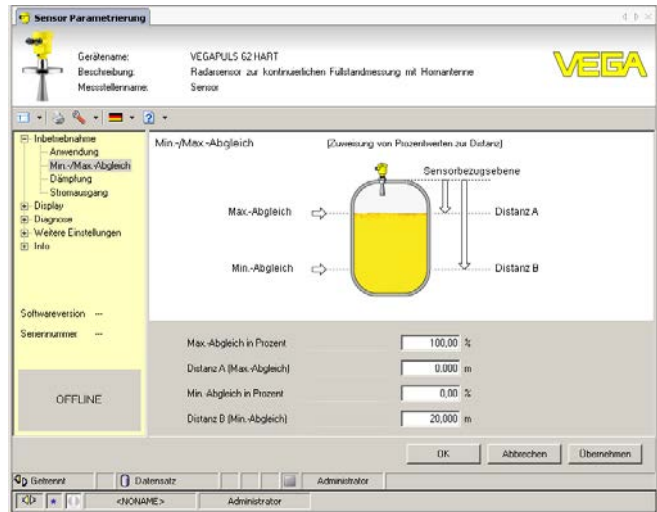 Sensor Parametrierung
Gerätename: VEGAPULS 62 HART
Beschreibung: Radarsensor zur kontinuierlichen Füllstandmessung mit Hornantenne
Messstellenname: Sensor
VEGA
Inbetriebnahme
Anwendung
Min.-/Max.-Abgleich
Dämpfung
Stromausgang
Display
Diagnose
Weitere Einstellungen
Info
Softwareversion ---
Seriennummer ---
OFFLINE
Min.-/Max.-Abgleich (Zuweisung von Prozentwerten zur Distanz)
Sensorbezugsebene
Max.-Abgleich Distanz A
Min.-Abgleich Distanz B
Max.-Abgleich in Prozent 100,00 %
Distanz A (Max.-Abgleich) 0,000 m
Min.-Abgleich in Prozent 0,00 %
Distanz B (Min.-Abgleich) 20,000 m
OK Abbrechen Übernehmen
Getrennt Datensatz Administrator
<NONAME> Administrator